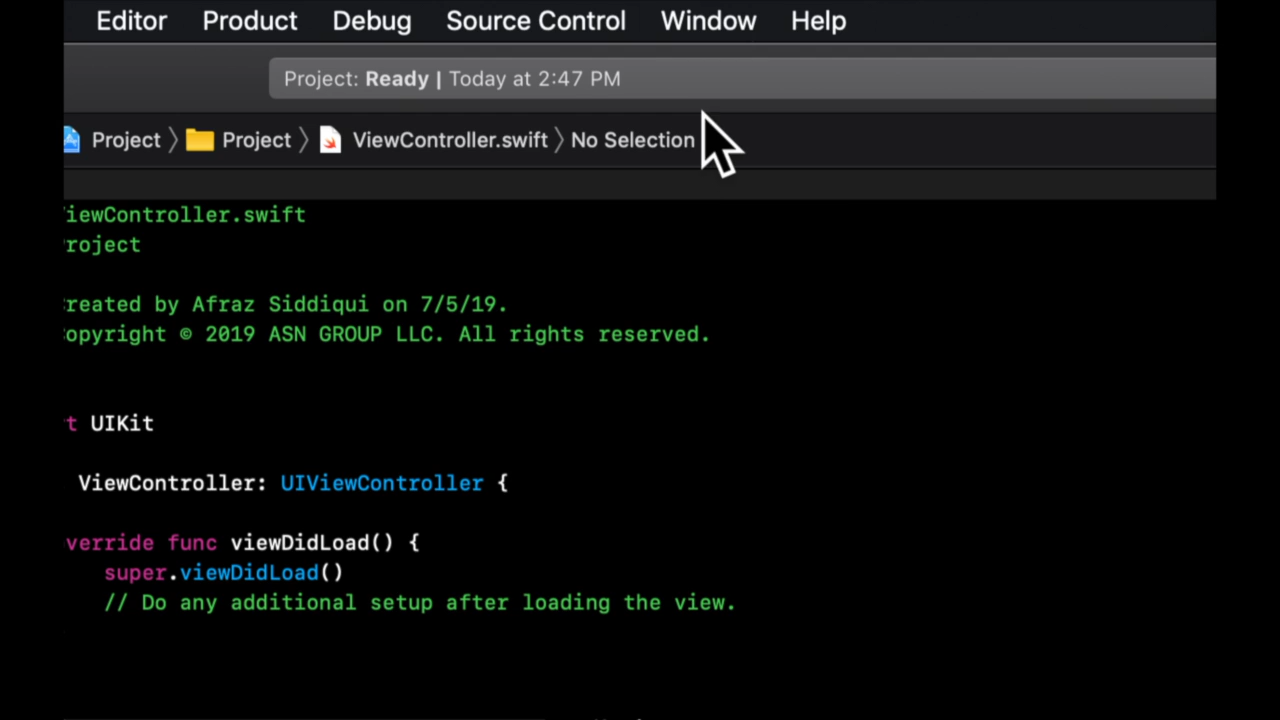 Editor Product Debug Source Control Window Help
Project: Ready | Today at 2:47 PM
Project 〉 Project 〉 ViewController.swift 〉 No Selection
iewController.swift
roject
reated by Afraz Siddiqui on 7/5/19.
opyright © 2019 ASN GROUP LLC. All rights reserved.
t UIKit
ViewController: UIViewController {
verride func viewDidLoad() {
super.viewDidLoad()
// Do any additional setup after loading the view.